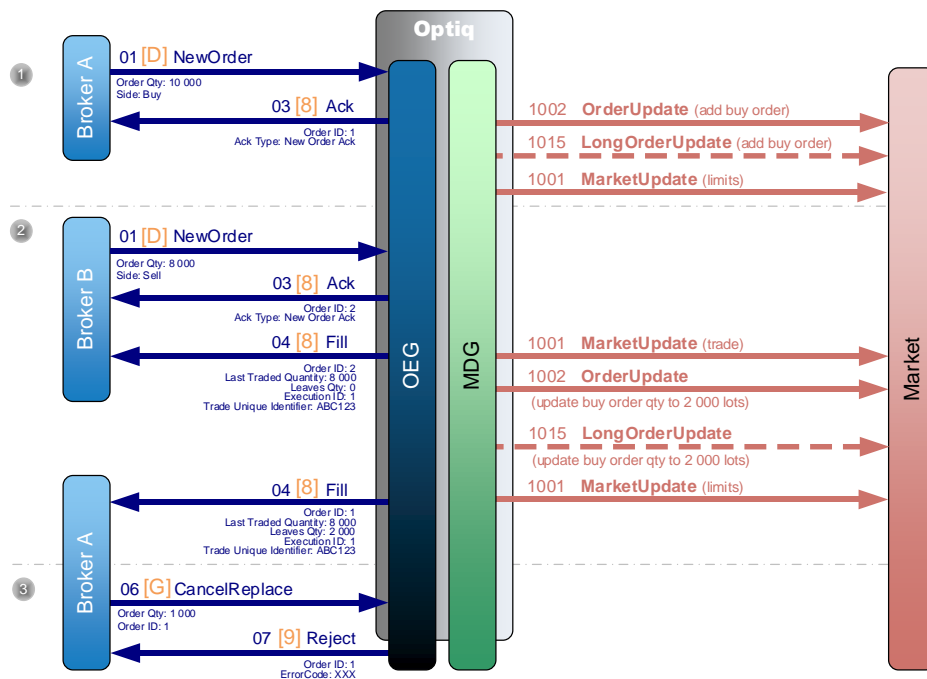 Optiq
1
Broker A
01 [D] NewOrder
Order Qty: 10 000
Side: Buy
03 [8] Ack
Order ID: 1
Ack Type: New Order Ack
1002 OrderUpdate (add buy order)
1015 LongOrderUpdate (add buy order)
1001 MarketUpdate (limits)
2
Broker B
01 [D] NewOrder
Order Qty: 8 000
Side: Sell
03 [8] Ack
Order ID: 2
Ack Type: New Order Ack
04 [8] Fill
Order ID: 2
Last Traded Quantity: 8 000
Leaves Qty: 0
Execution ID: 1
Trade Unique Identifier: ABC123
OEG
MDG
Market
1001 MarketUpdate (trade)
1002 OrderUpdate
(update buy order qty to 2 000 lots)
1015 LongOrderUpdate
(update buy order qty to 2 000 lots)
1001 MarketUpdate (limits)
Broker A
04 [8] Fill
Order ID: 1
Last Traded Quantity: 8 000
Leaves Qty: 2 000
Execution ID: 1
Trade Unique Identifier: ABC123
3
06 [G] CancelReplace
Order Qty: 1 000
Order ID: 1
07 [9] Reject
Order ID: 1
ErrorCode: XXX